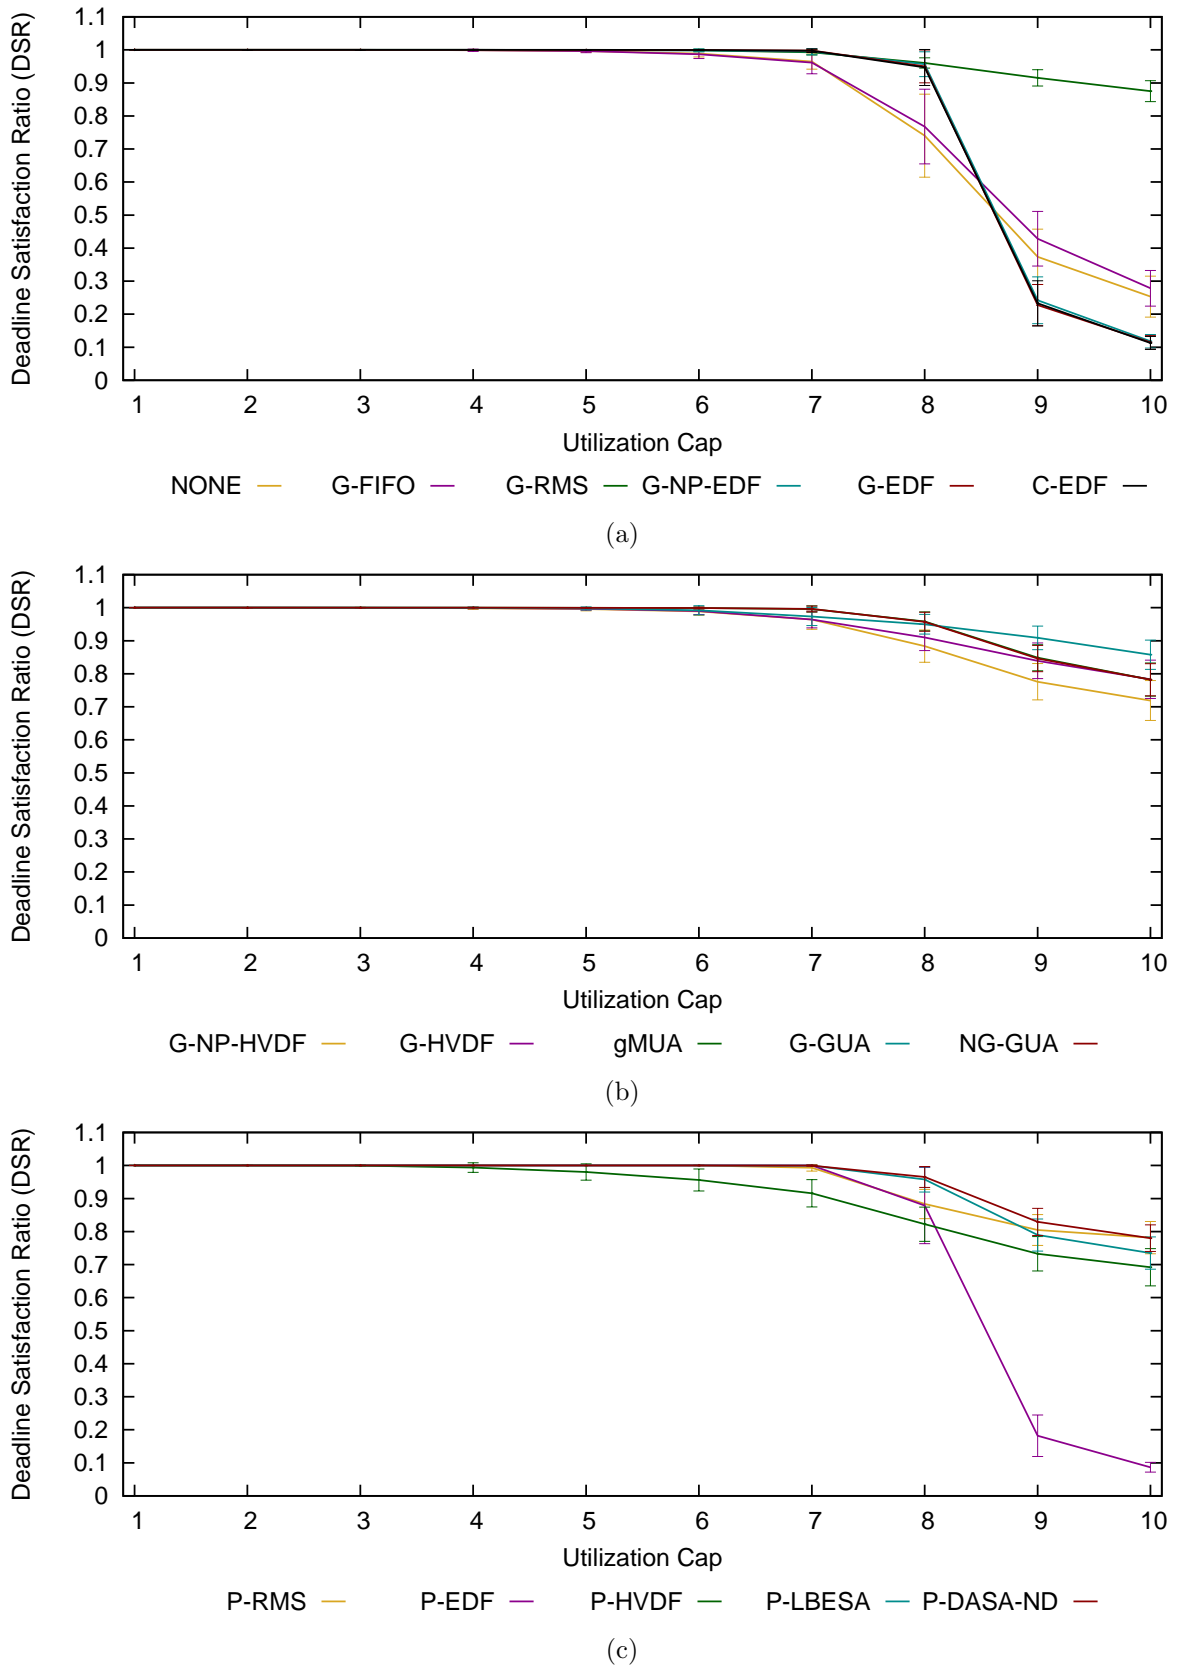 Deadline Satisfaction Ratio (DSR)
1.1
1
0.9
0.8
0.7
0.6
0.5
0.4
0.3
0.2
0.1
0
1 2 3 4 5 6 7 8 9 10
Utilization Cap
NONE G-FIFO G-RMS G-NP-EDF G-EDF C-EDF
(a)
Deadline Satisfaction Ratio (DSR)
1.1
1
0.9
0.8
0.7
0.6
0.5
0.4
0.3
0.2
0.1
0
1 2 3 4 5 6 7 8 9 10
Utilization Cap
G-NP-HVDF G-HVDF gMUA G-GUA NG-GUA
(b)
Deadline Satisfaction Ratio (DSR)
1.1
1
0.9
0.8
0.7
0.6
0.5
0.4
0.3
0.2
0.1
0
1 2 3 4 5 6 7 8 9 10
Utilization Cap
P-RMS P-EDF P-HVDF P-LBESA P-DASA-ND
(c)